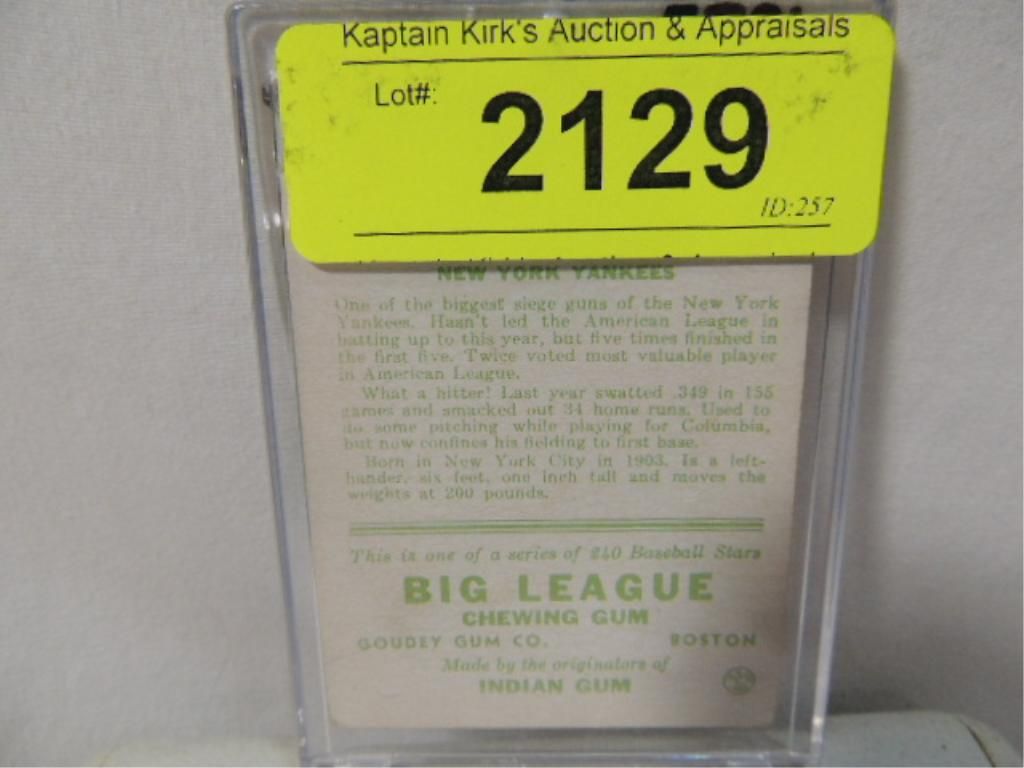 Kaptain Kirk's Auction & Appraisals
Lot#:
2129
ID:257
NEW YORK YANKEES
One of the biggest siege guns of the New York
Yankees. Hasn't led the American League in
batting up to this year, but five times finished in
the first five. Twice voted most valuable player
in American League.
What a hitter! Last year swatted .349 in 155
games and smacked out 34 home runs. Used to
do some pitching while playing for Columbia,
but now confines his fielding to first base.
Born in New York City in 1903. Is a left-
hander, six feet, one inch tall and moves the
weights at 200 pounds.
This is one of a series of 240 Baseball Stars
BIG LEAGUE
CHEWING GUM
GOUDEY GUM CO. BOSTON
Made by the originators of
INDIAN GUM